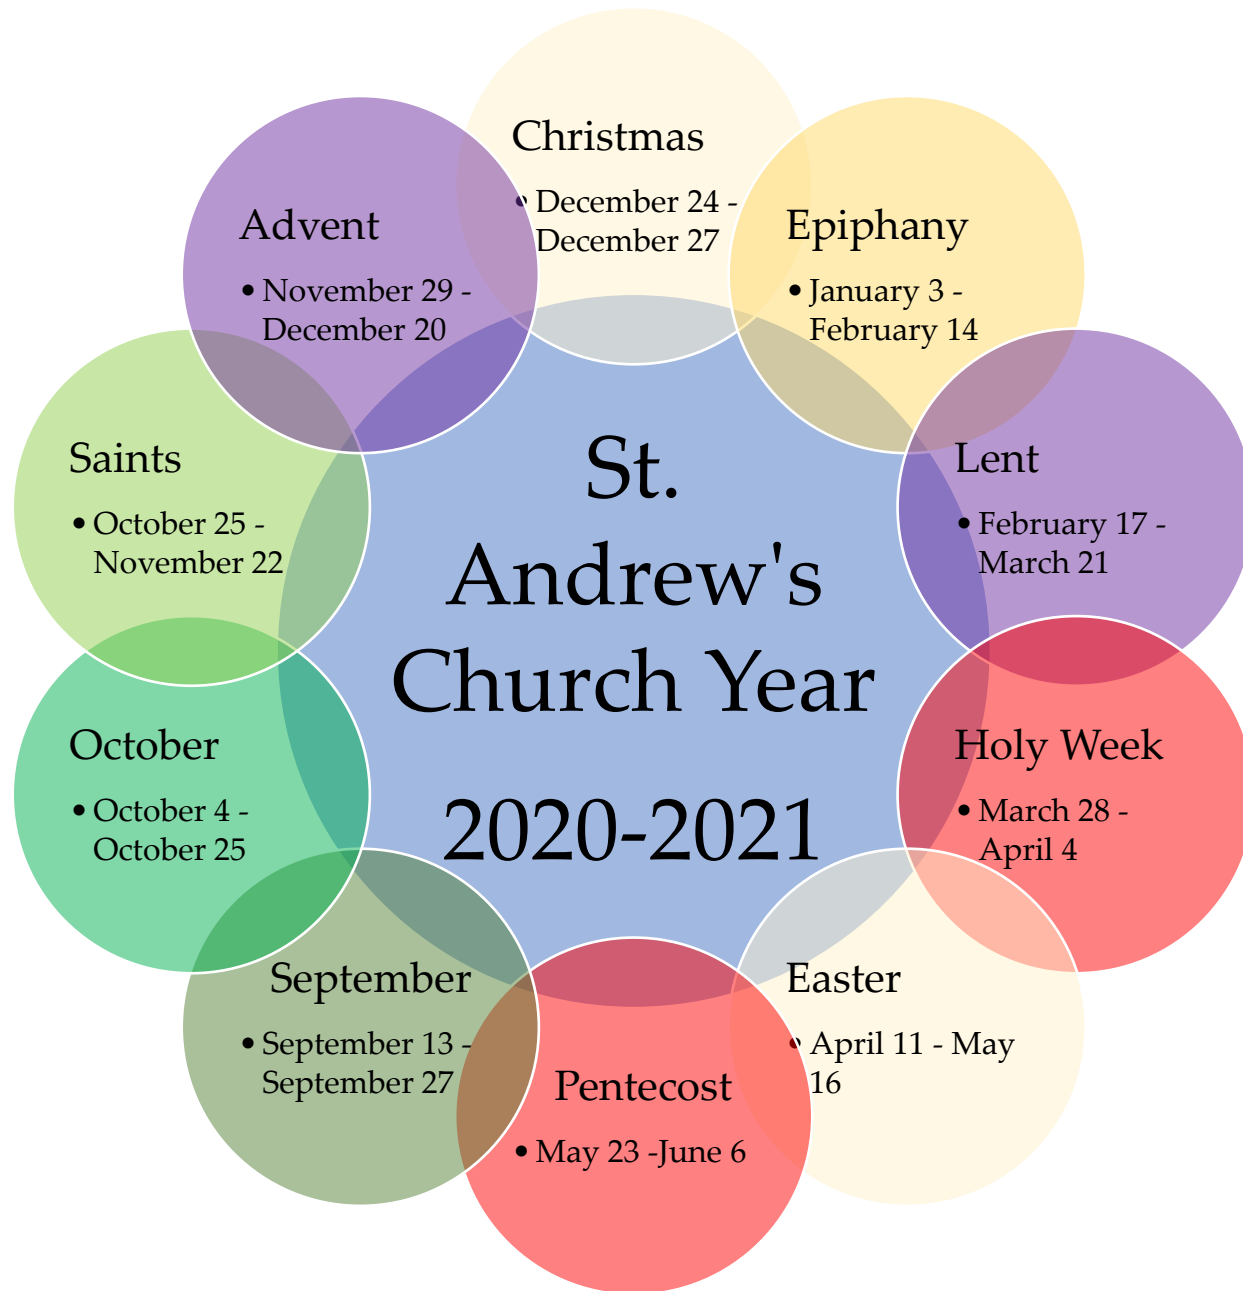 Christmas
• December 24 -
December 27
Epiphany
• January 3 -
February 14
Lent
• February 17 -
March 21
Holy Week
• March 28 -
April 4
Easter
• April 11 - May
16
Pentecost
• May 23 -June 6
September
• September 13 -
September 27
October
• October 4 -
October 25
Saints
• October 25 -
November 22
Advent
• November 29 -
December 20
St.
Andrew's
Church Year
2020-2021